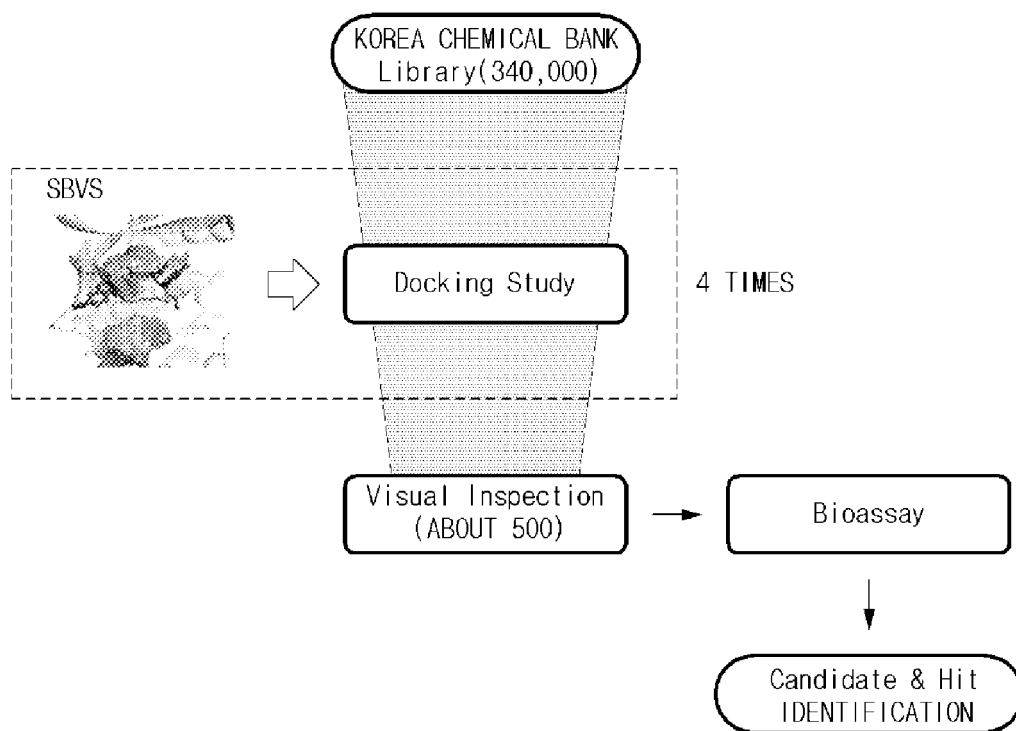 KOREA CHEMICAL BANK
Library(340,000)
SBVS
Docking Study
4 TIMES
Visual Inspection
(ABOUT 500)
Bioassay
Candidate & Hit
IDENTIFICATION